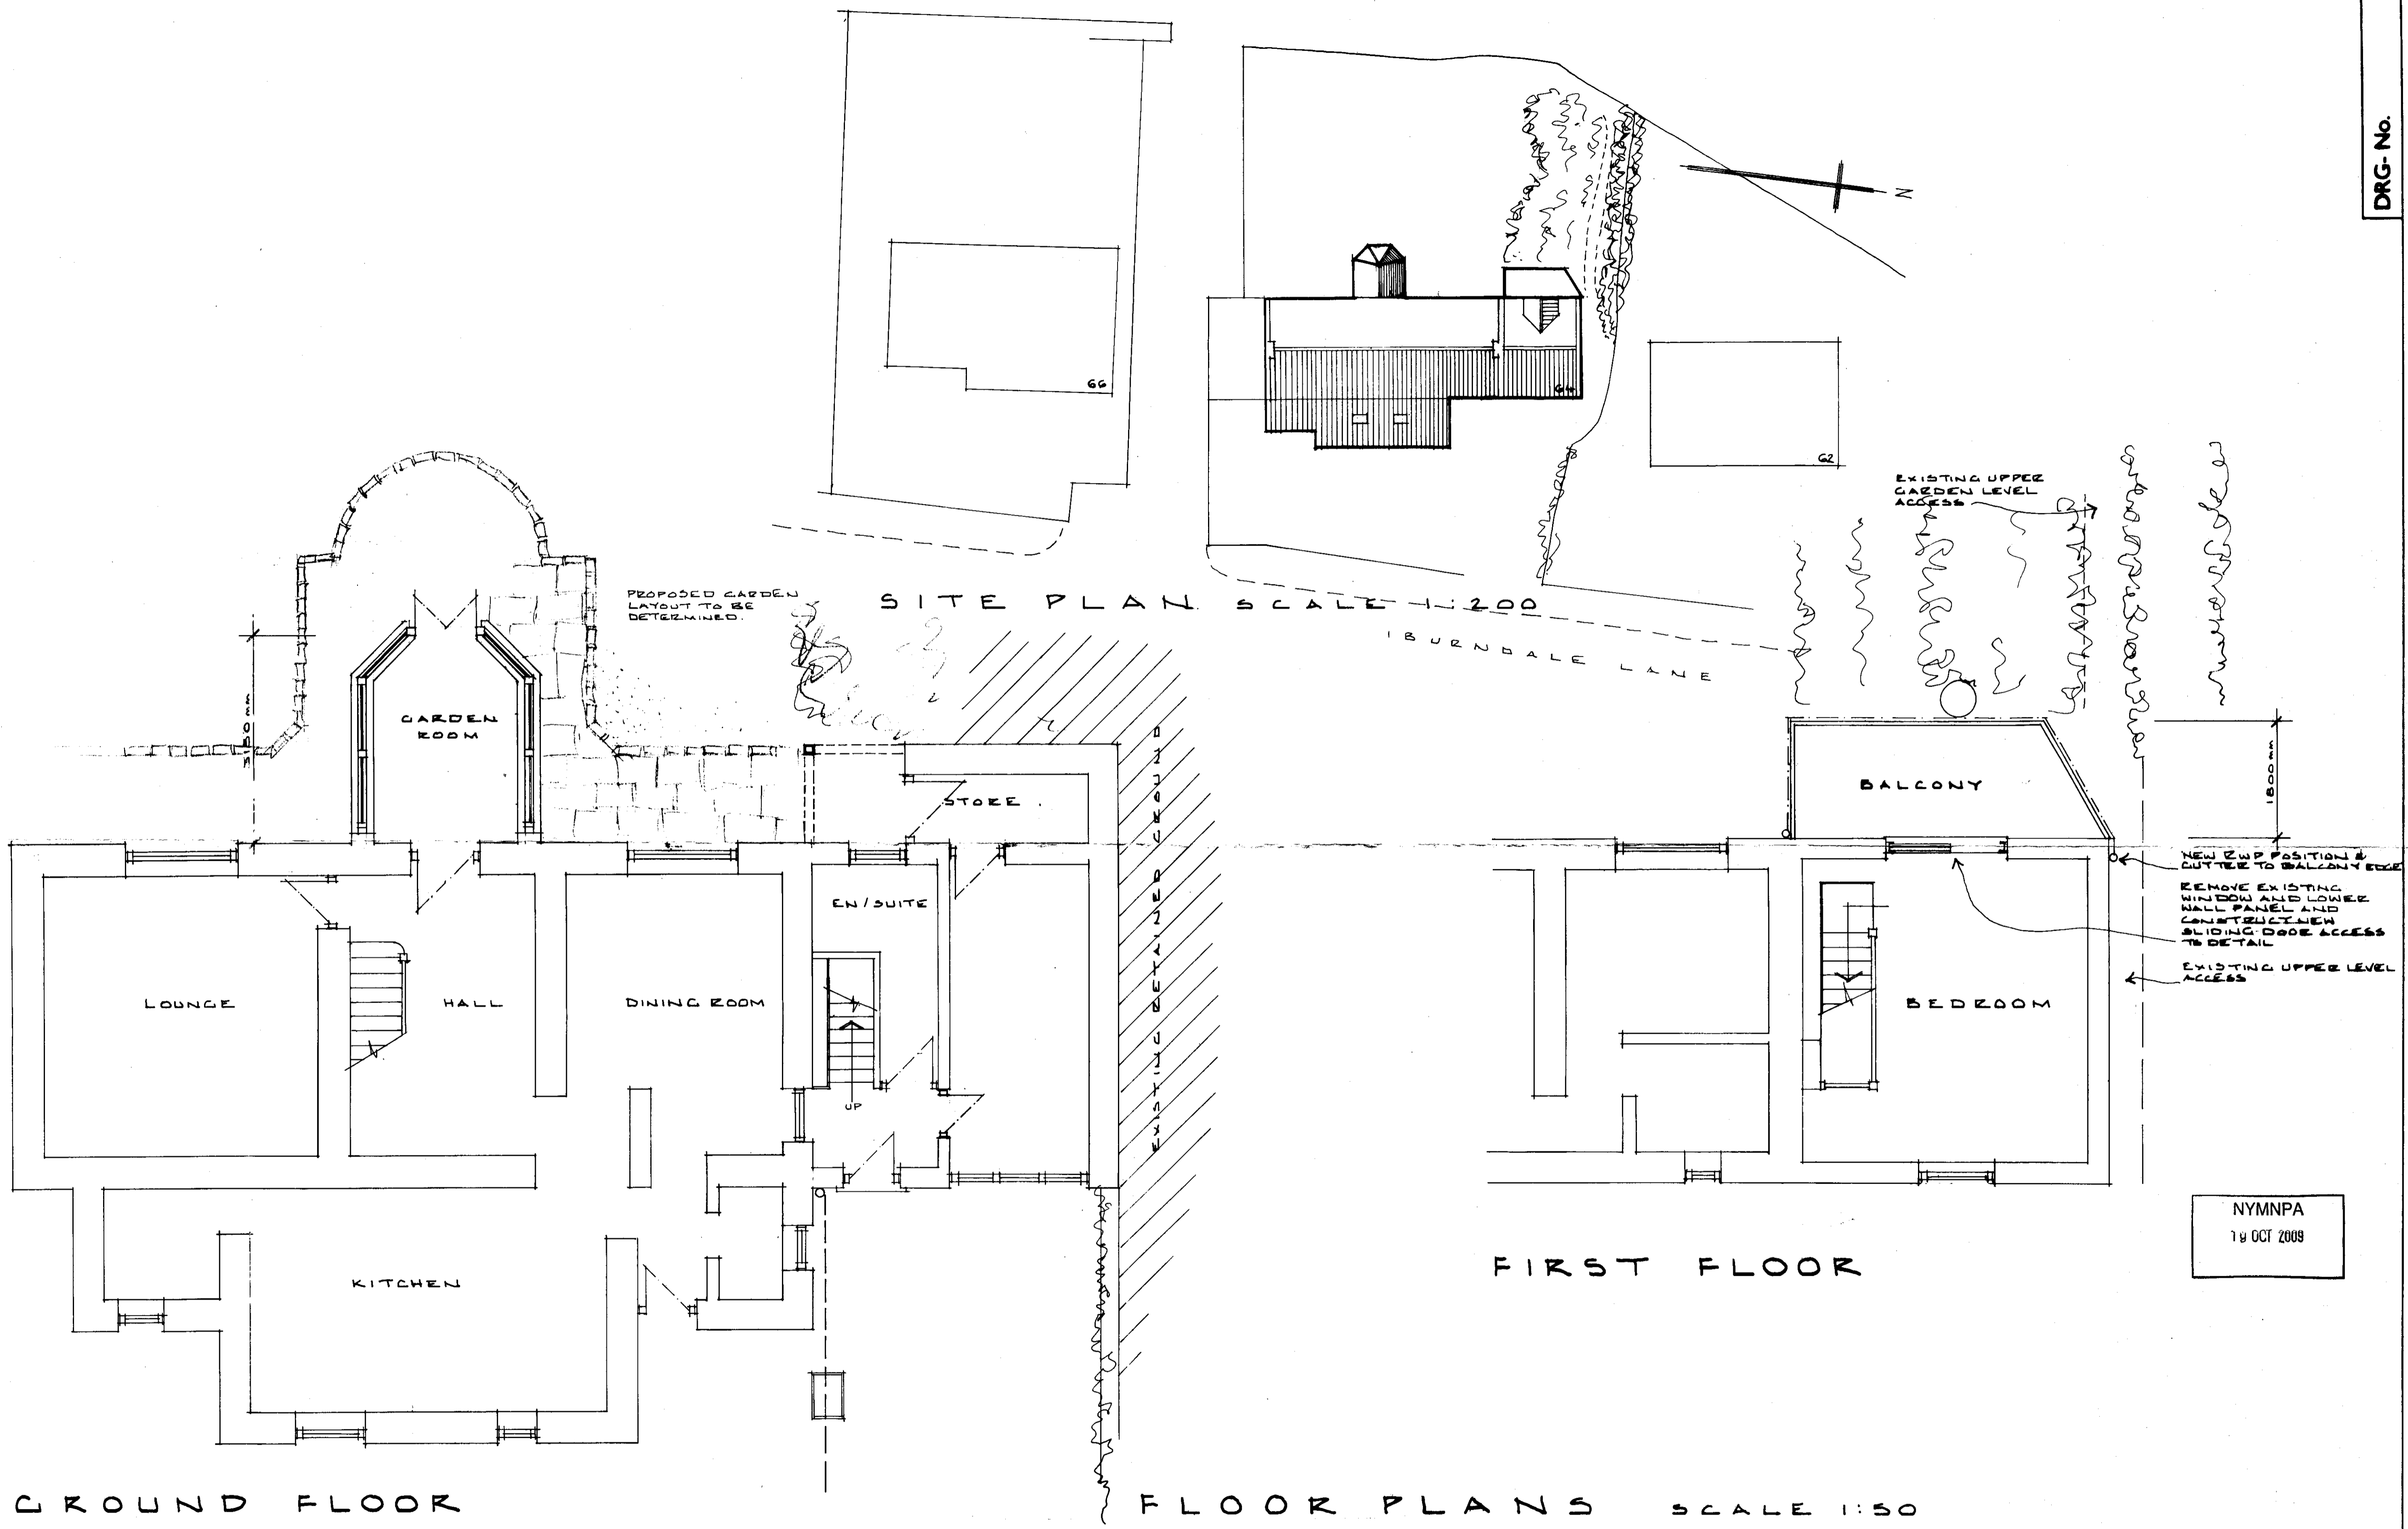 DRG- No.
N
66
64
62
EXISTING UPPER
GARDEN LEVEL
ACCESS
PROPOSED GARDEN
LAYOUT TO BE
DETERMINED.
SITE PLAN. SCALE 1:200
IBURNDALE LANE
GARDEN
ROOM
STORE.
EXISTING RETAINED GROUND
BALCONY
1800mm
NEW RWP POSITION &
GUTTER TO BALCONY EDGE
REMOVE EXISTING
WINDOW AND LOWER
WALL PANEL AND
CONSTRUCT NEW
SLIDING DOOR ACCESS
TO DETAIL
EXISTING UPPER LEVEL
ACCESS
EN/SUITE
LOUNGE
HALL
DINING ROOM
BEDROOM
UP
KITCHEN
NYMNPA
19 OCT 2009
FIRST FLOOR
GROUND FLOOR
FLOOR PLANS SCALE 1:50